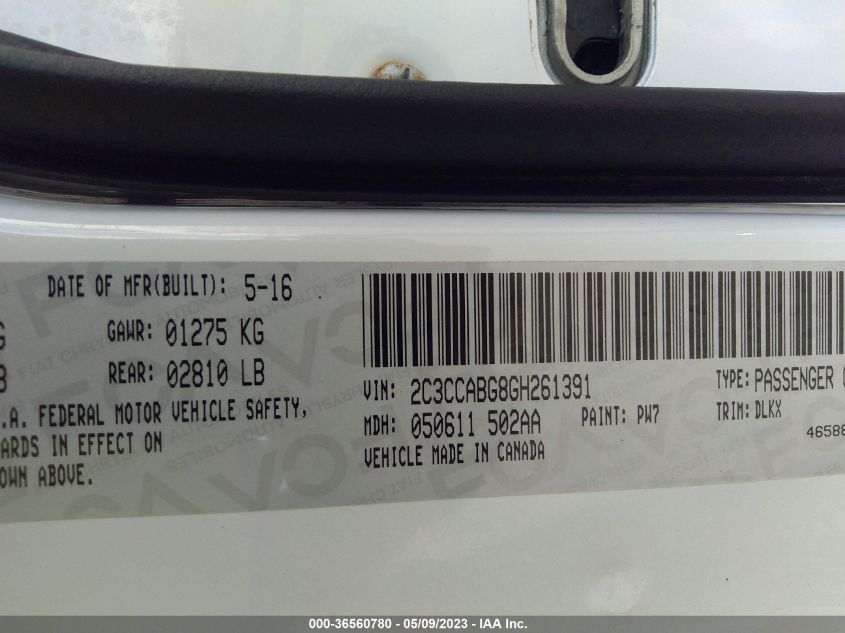 DATE OF MFR(BUILT): 5-16
G GAWR: 01275 KG
B REAR: 02810 LB
.A. FEDERAL MOTOR VEHICLE SAFETY,
ARDS IN EFFECT ON
OWN ABOVE.
VIN: 2C3CCABG8GH261391
TYPE: PASSENGER
MDH: 050611 502AA PAINT: PW7
TRIM: DLKX
VEHICLE MADE IN CANADA
46588
000-36560780 - 05/09/2023 - IAA Inc.